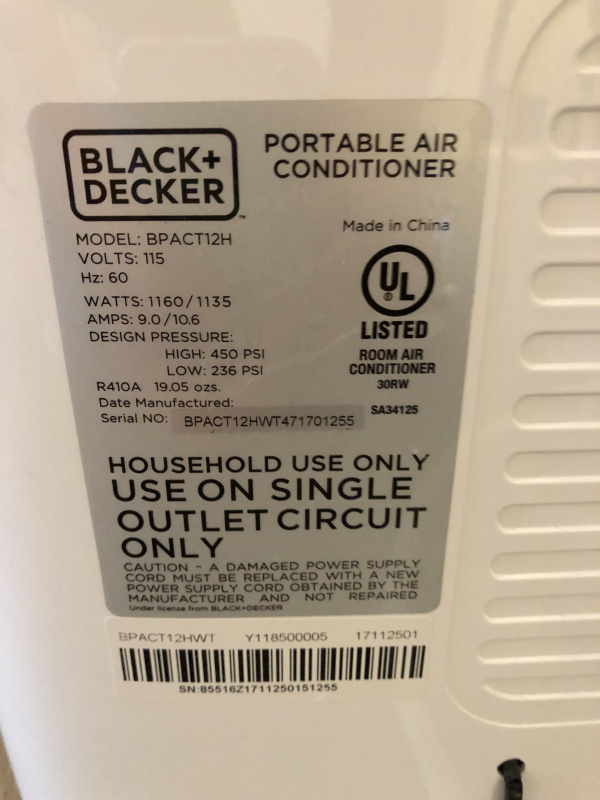 BLACK+
DECKER™
PORTABLE AIR
CONDITIONER
Made in China
MODEL: BPACT12H
VOLTS: 115
Hz: 60
WATTS: 1160/1135
AMPS: 9.0/10.6
DESIGN PRESSURE:
HIGH: 450 PSI
LOW: 236 PSI
R410A 19.05 ozs.
Date Manufactured:
Serial NO: BPACT12HWT471701255
UL ®
LISTED
ROOM AIR
CONDITIONER
30RW
SA34125
HOUSEHOLD USE ONLY
USE ON SINGLE
OUTLET CIRCUIT
ONLY
CAUTION - A DAMAGED POWER SUPPLY
CORD MUST BE REPLACED WITH A NEW
POWER SUPPLY CORD OBTAINED BY THE
MANUFACTURER AND NOT REPAIRED
Under license from BLACK+DECKER
BPACT12HWT Y118500005 17112501
SN:85516Z1711250151255